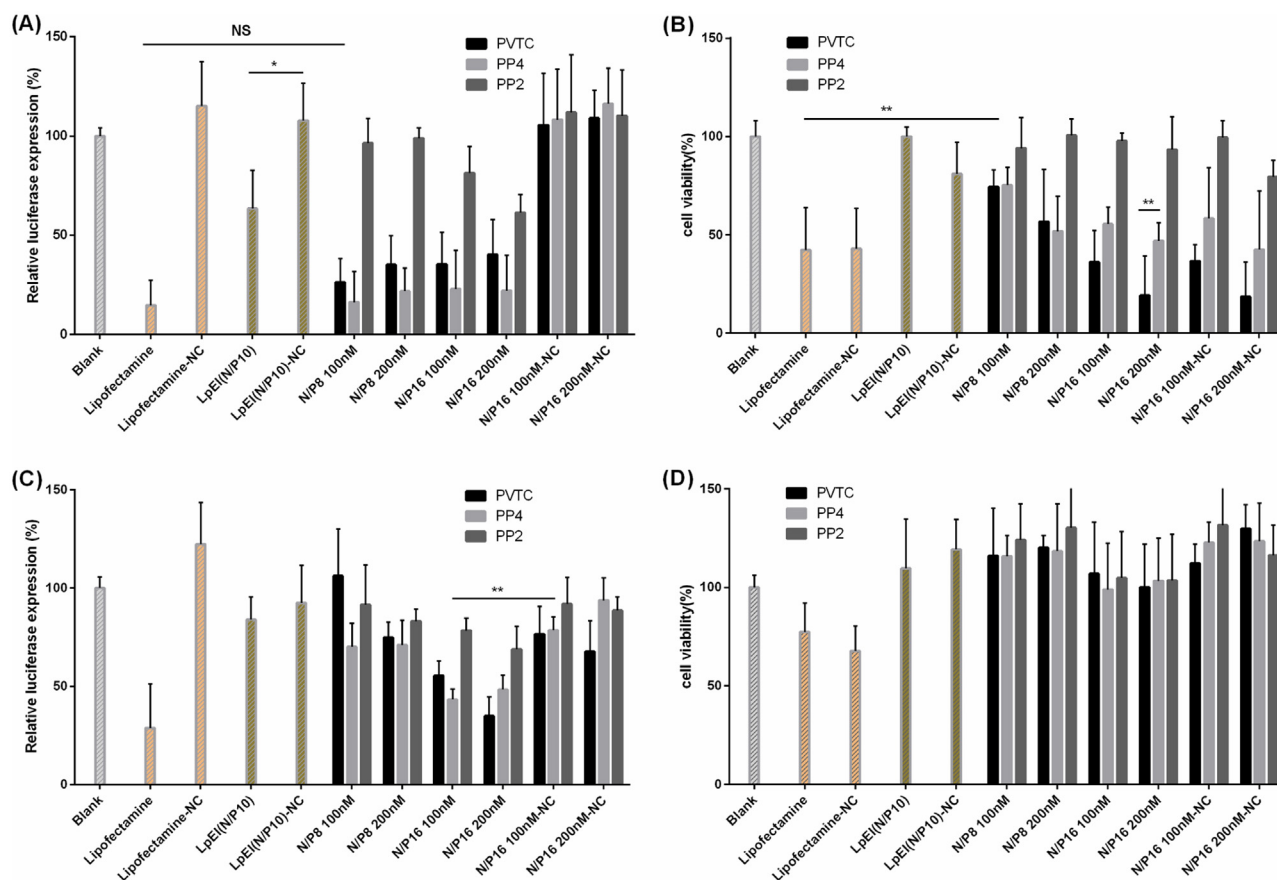 (A)
Relative luciferase expression (%)
150
100
50
0
NS
*
PVTC
PP4
PP2
Blank
Lipofectamine
Lipofectamine-NC
LpEI(N/P10)
LpEI(N/P10)-NC
N/P8 100nM
N/P8 200nM
N/P16 100nM
N/P16 200nM
N/P16 100nM-NC
N/P16 200nM-NC
(B)
cell viability(%)
150
100
50
0
**
**
PVTC
PP4
PP2
Blank
Lipofectamine
Lipofectamine-NC
LpEI(N/P10)
LpEI(N/P10)-NC
N/P8 100nM
N/P8 200nM
N/P16 100nM
N/P16 200nM
N/P16 100nM-NC
N/P16 200nM-NC
(C)
Relative luciferase expression (%)
150
100
50
0
**
PVTC
PP4
PP2
Blank
Lipofectamine
Lipofectamine-NC
LpEI(N/P10)
LpEI(N/P10)-NC
N/P8 100nM
N/P8 200nM
N/P16 100nM
N/P16 200nM
N/P16 100nM-NC
N/P16 200nM-NC
(D)
cell viability(%)
150
100
50
0
PVTC
PP4
PP2
Blank
Lipofectamine
Lipofectamine-NC
LpEI(N/P10)
LpEI(N/P10)-NC
N/P8 100nM
N/P8 200nM
N/P16 100nM
N/P16 200nM
N/P16 100nM-NC
N/P16 200nM-NC